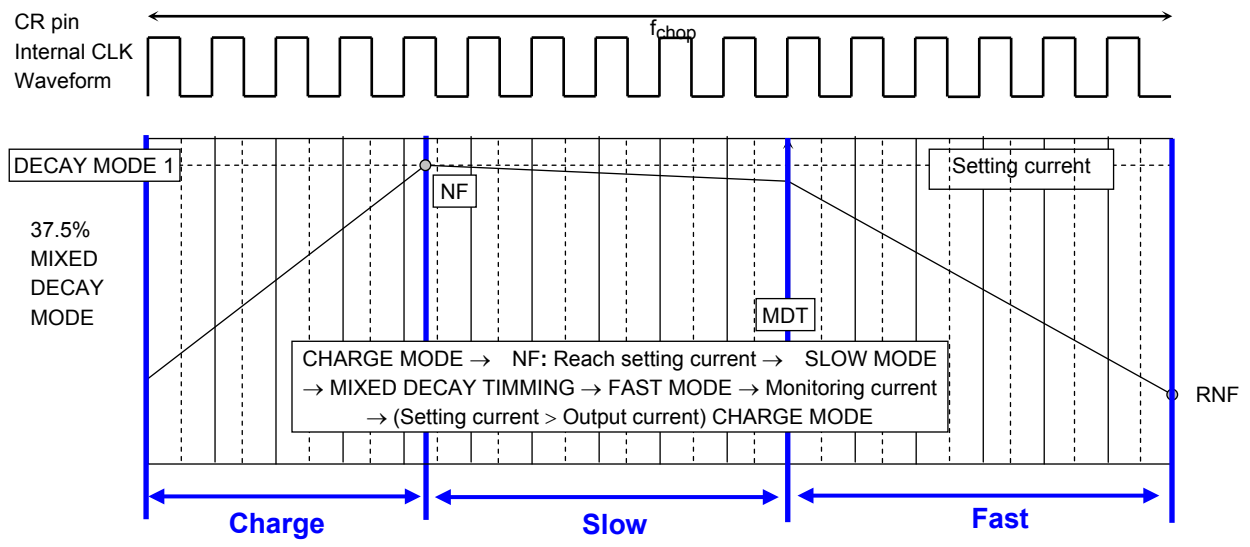 CR pin
Internal CLK
Waveform
fchop
DECAY MODE 1
Setting current
NF
37.5%
MIXED
DECAY
MODE
MDT
CHARGE MODE → NF: Reach setting current → SLOW MODE
→ MIXED DECAY TIMMING → FAST MODE → Monitoring current
→ (Setting current > Output current) CHARGE MODE
RNF
Charge
Slow
Fast